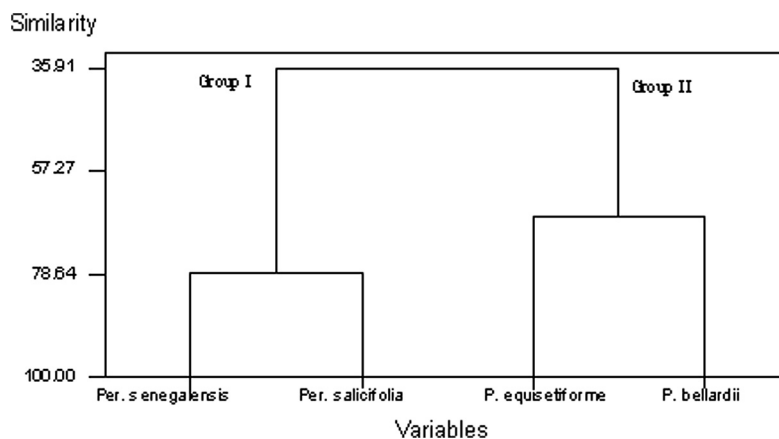 Similarity
35.91
Group I
Group II
57.27
78.64
100.00
Per. senegalensis Per. salicifolia P. equisetiforme P. bellardii
Variables